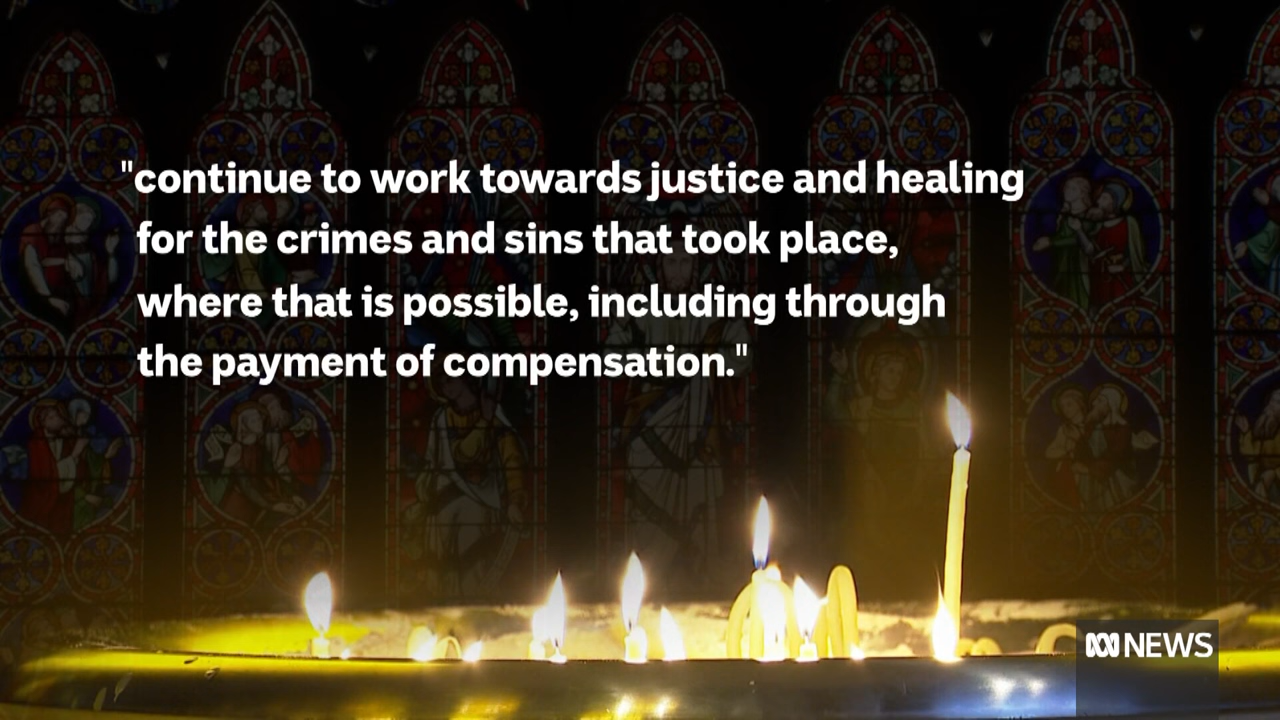 "continue to work towards justice and healing
for the crimes and sins that took place,
where that is possible, including through
the payment of compensation."
NEWS